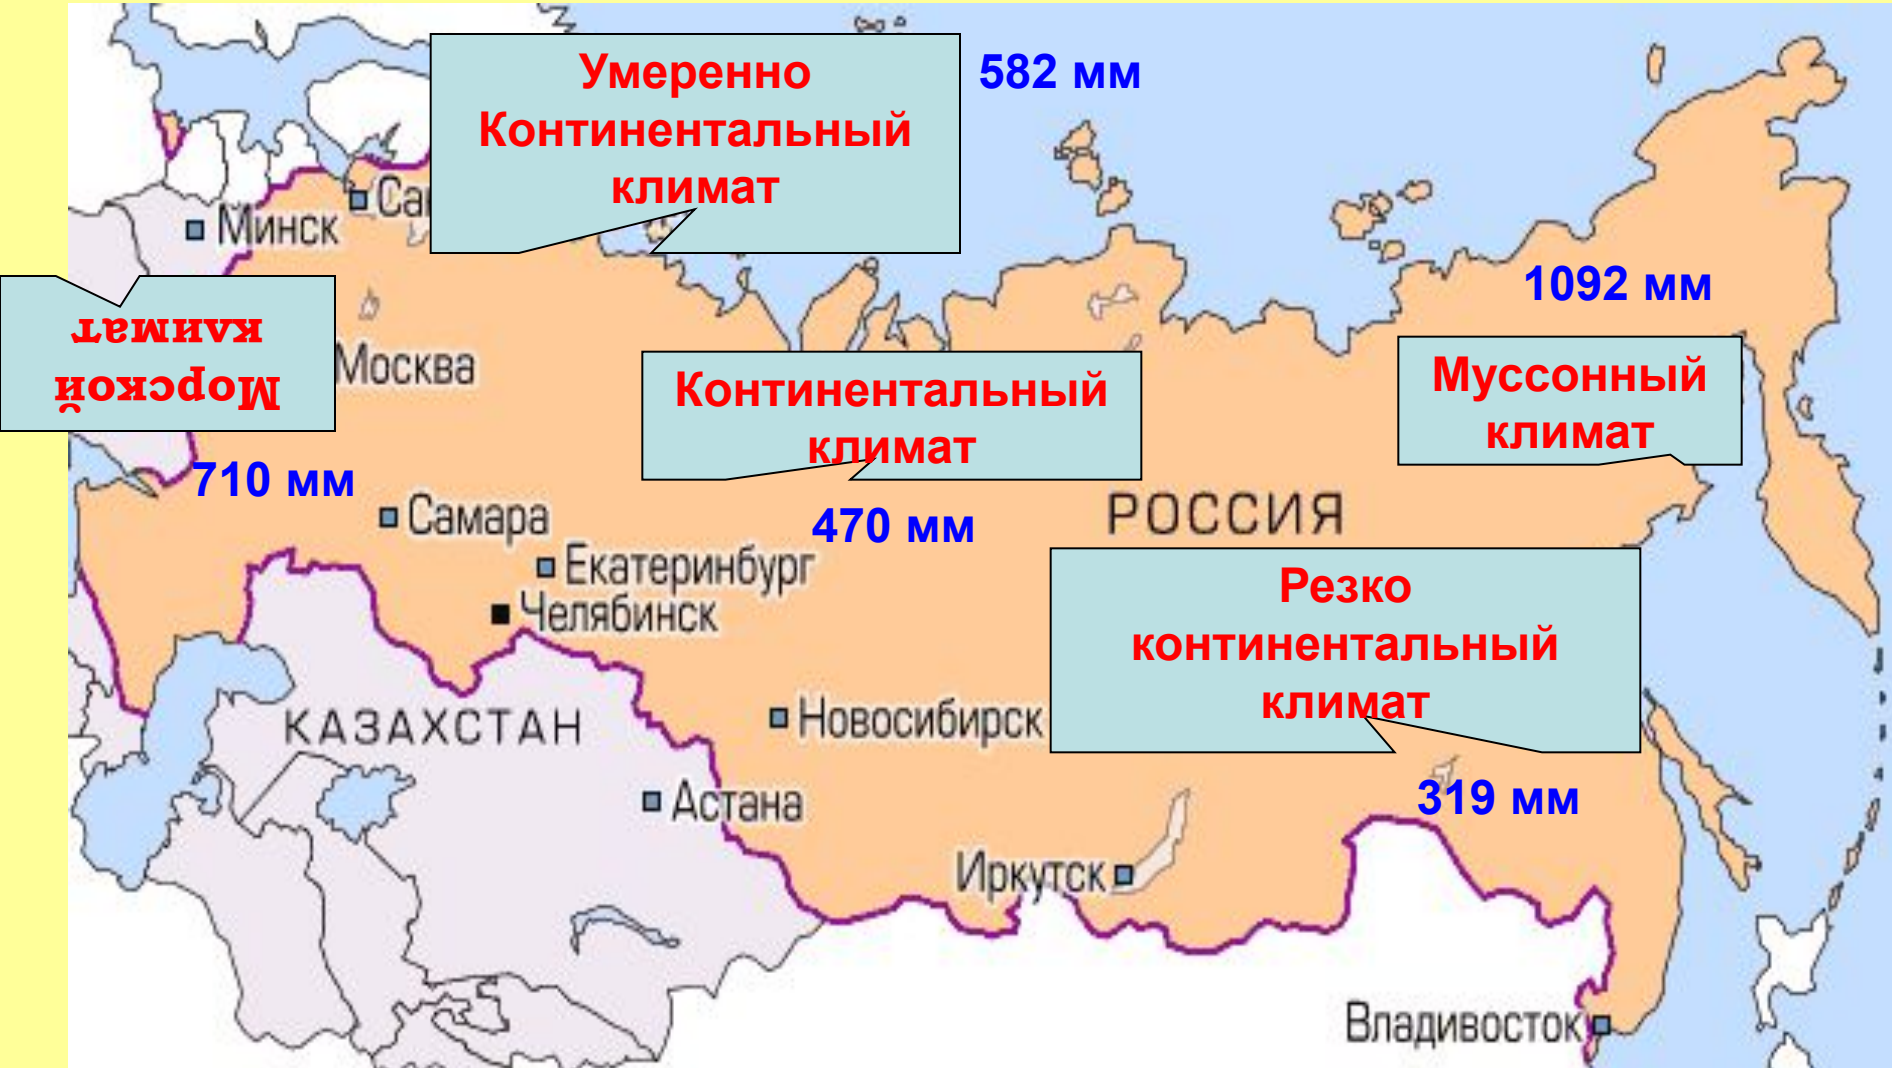 Умеренно
Континентальный
климат
582 мм
Минск
1092 мм
Морской
климат
Москва
Континентальный
климат
Муссонный
климат
710 мм
Самара
470 мм
РОССИЯ
Екатеринбург
Челябинск
Резко
континентальный
климат
КАЗАХСТАН
Новосибирск
Астана
319 мм
Иркутск
Владивосток